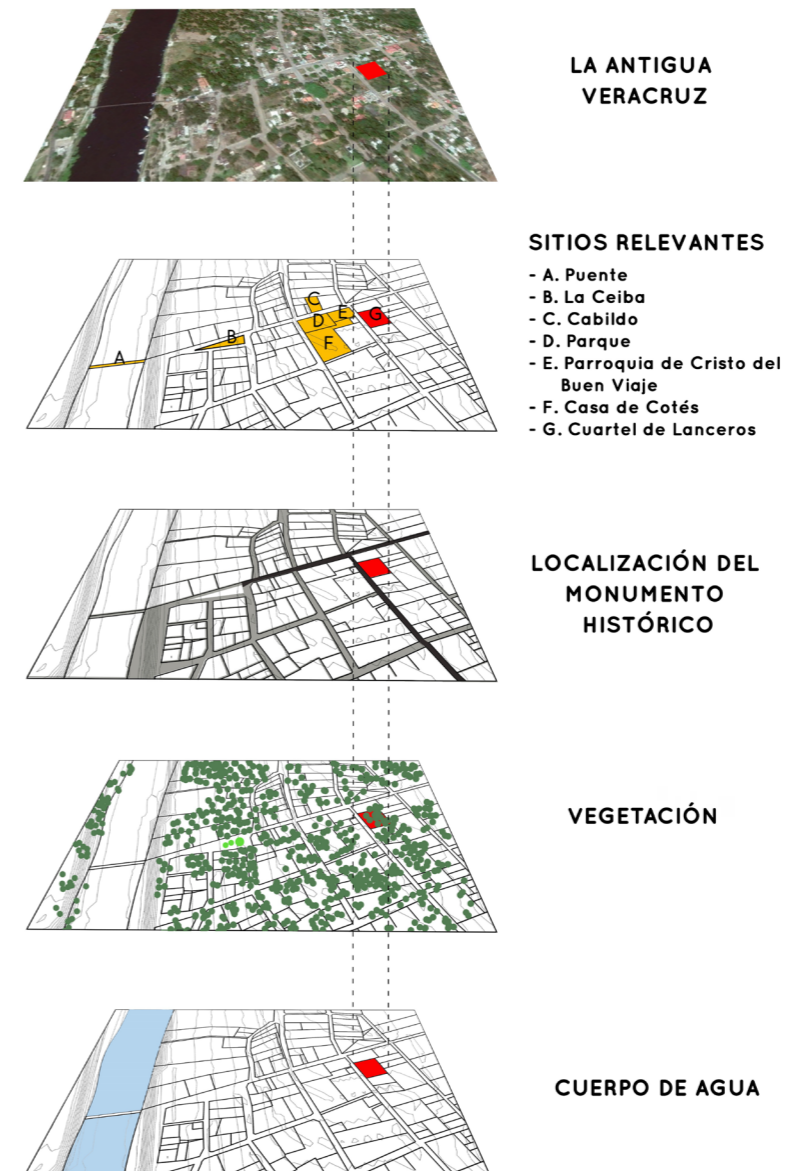 LA ANTIGUA
VERACRUZ
SITIOS RELEVANTES
- A. Puente
- B. La Ceiba
- C. Cabildo
- D. Parque
- E. Parroquia de Cristo del
Buen Viaje
- F. Casa de Cotés
- G. Cuartel de Lanceros
C
E
G
D
B
F
A
LOCALIZACIÓN DEL
MONUMENTO
HISTÓRICO
VEGETACIÓN
CUERPO DE AGUA